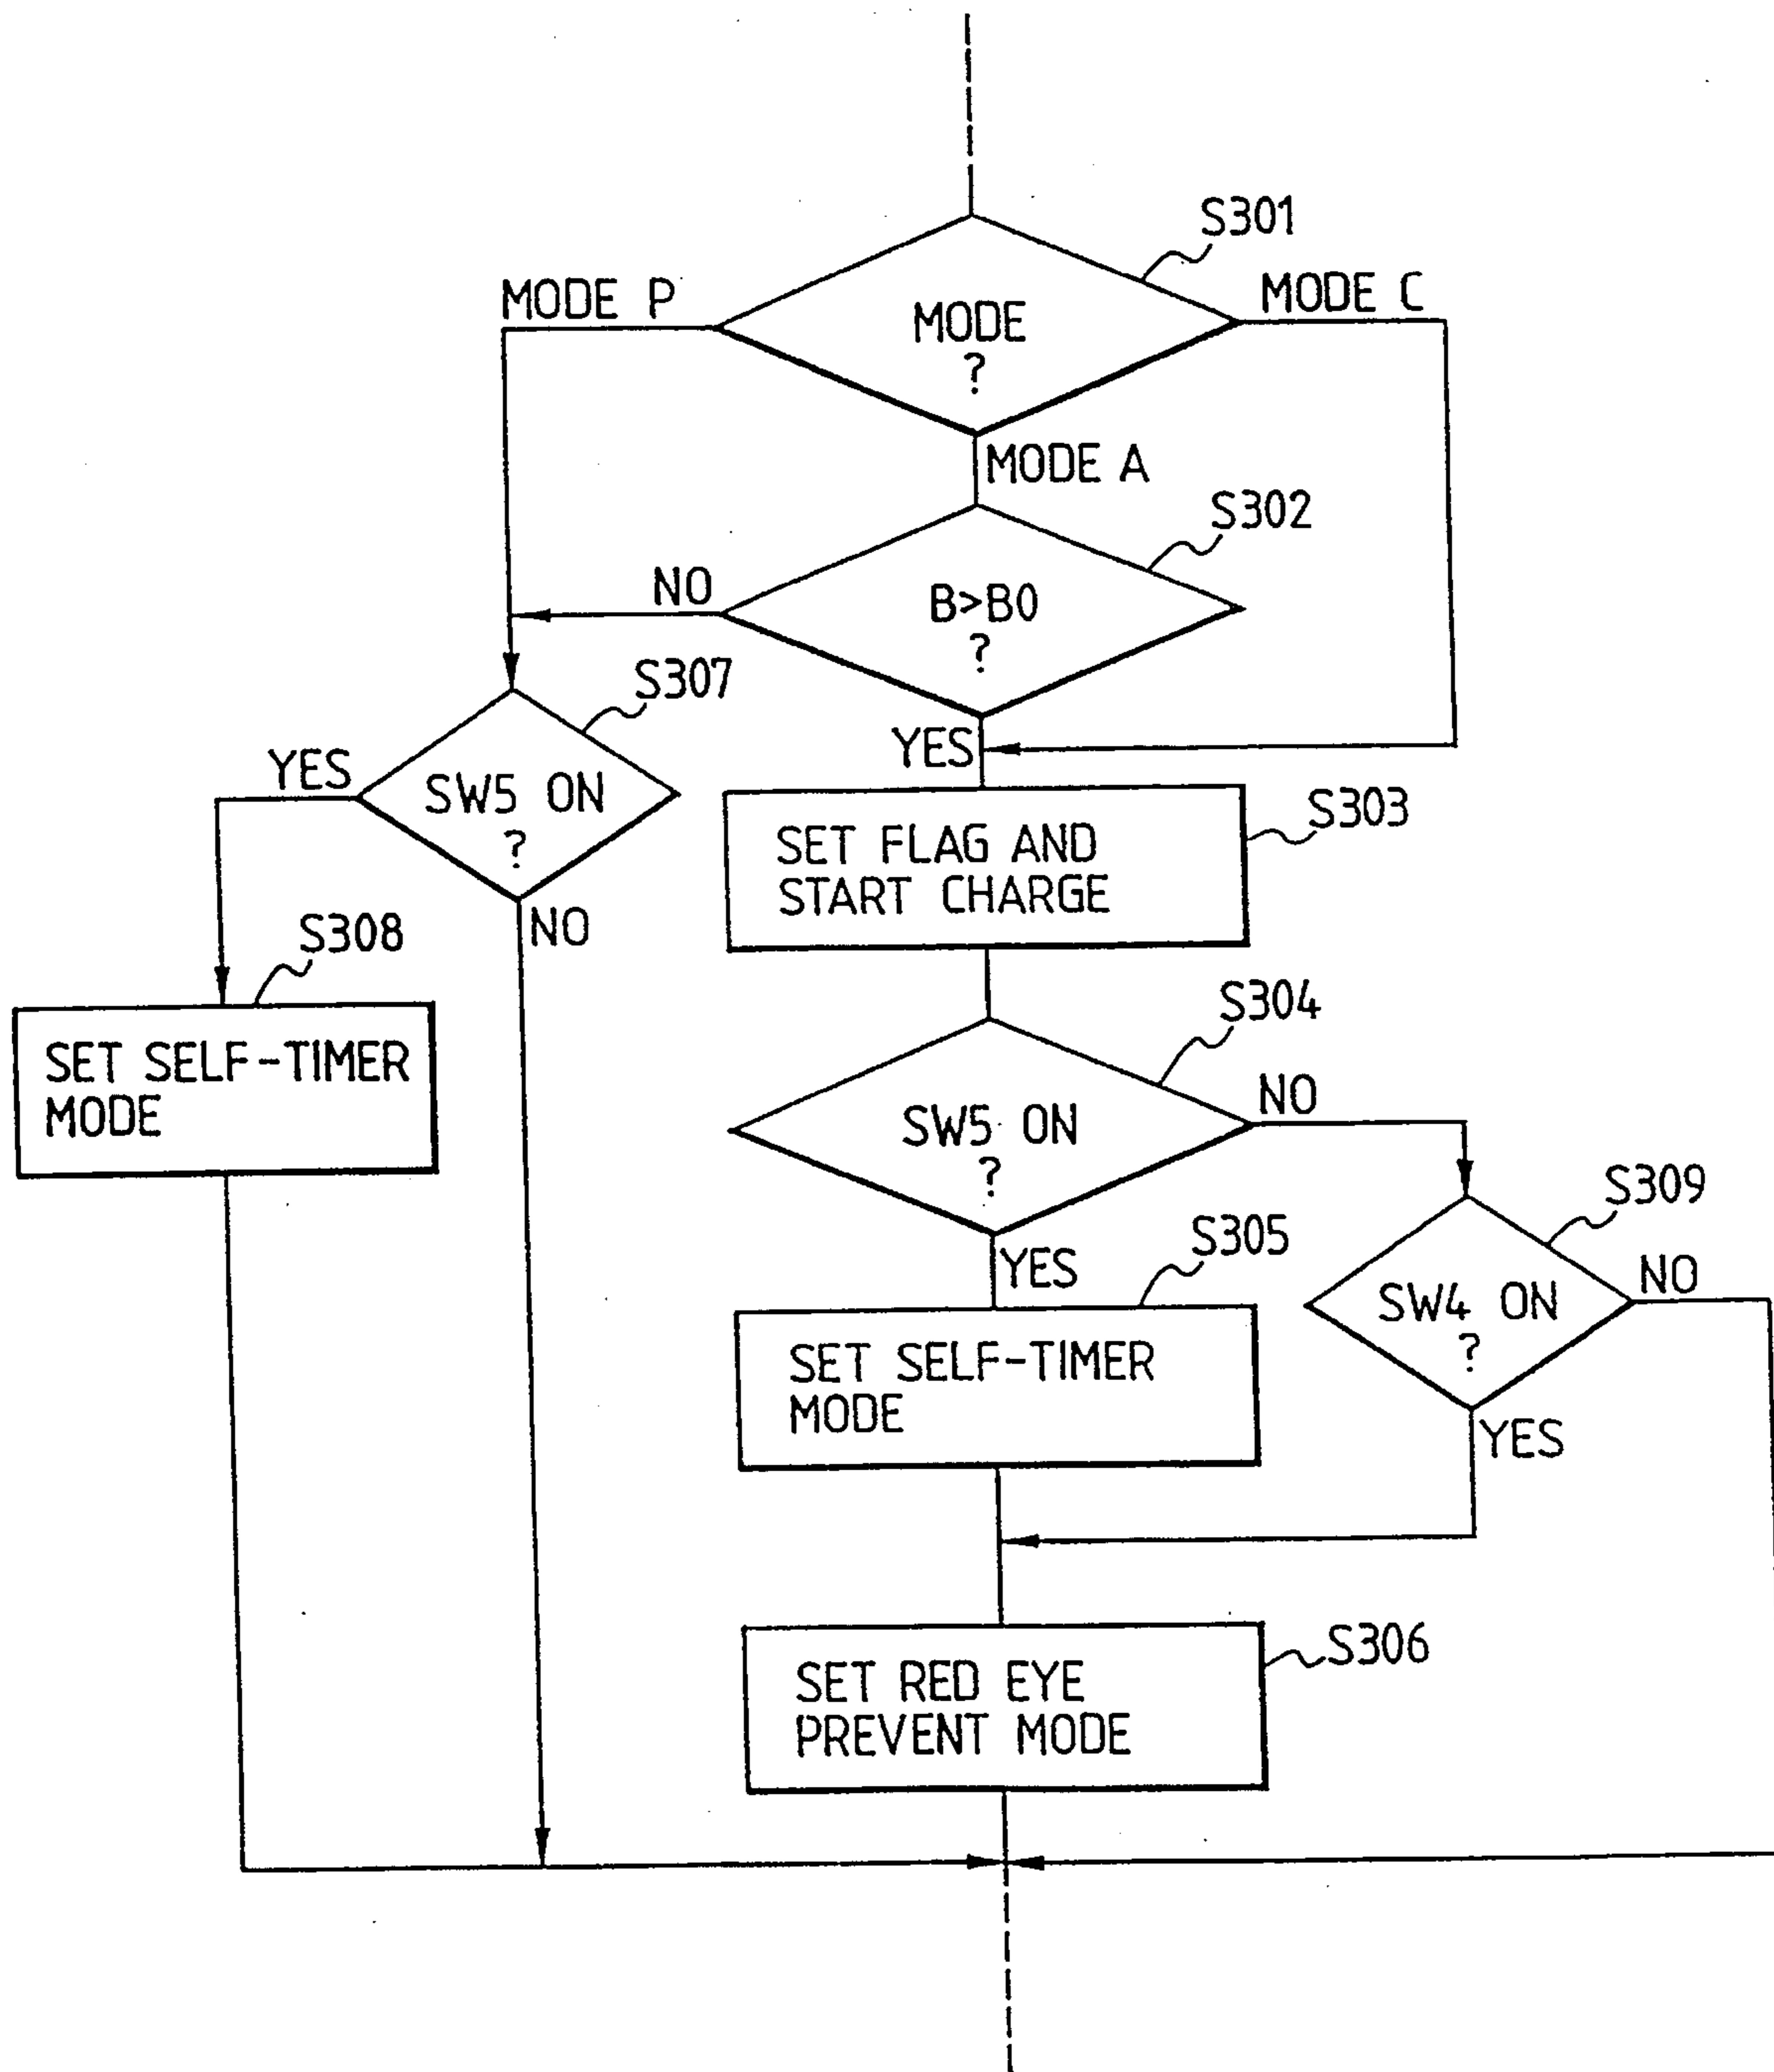 S301
MODE P
MODE C
MODE
?
MODE A
S302
NO
B>B0
?
S307
YES
YES
SW5 ON
?
S303
SET FLAG AND
START CHARGE
NO
S308
S304
SET SELF-TIMER
MODE
NO
SW5 ON
?
S309
S305
YES
NO
SW4 ON
?
SET SELF-TIMER
MODE
YES
S306
SET RED EYE
PREVENT MODE